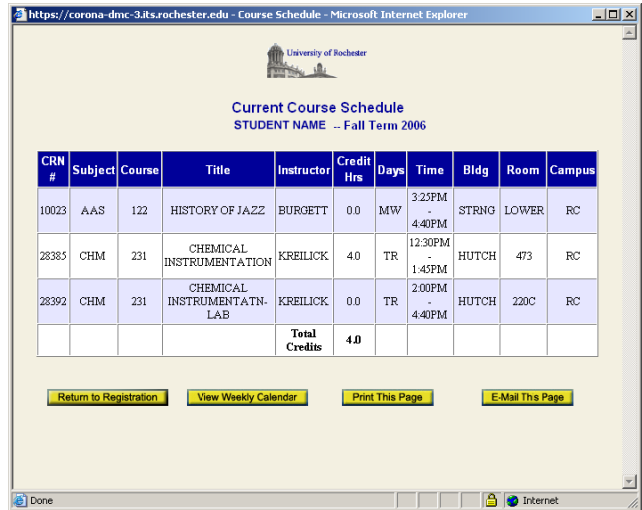 https://corona-dmc-3.its.rochester.edu - Course Schedule - Microsoft Internet Explorer
University of Rochester
Current Course Schedule
STUDENT NAME -- Fall Term 2006
CRN # Subject Course Title Instructor Credit Hrs Days Time Bldg Room Campus
10023 AAS 122 HISTORY OF JAZZ BURGETT 0.0 MW 3:25PM - 4:40PM STRNG LOWER RC
28385 CHM 231 CHEMICAL INSTRUMENTATION KREILICK 4.0 TR 12:30PM - 1:45PM HUTCH 473 RC
28392 CHM 231 CHEMICAL INSTRUMENTATN-LAB KREILICK 0.0 TR 2:00PM - 4:40PM HUTCH 220C RC
Total Credits 4.0
Return to Registration View Weekly Calendar Print This Page E-Mail This Page
Done Internet